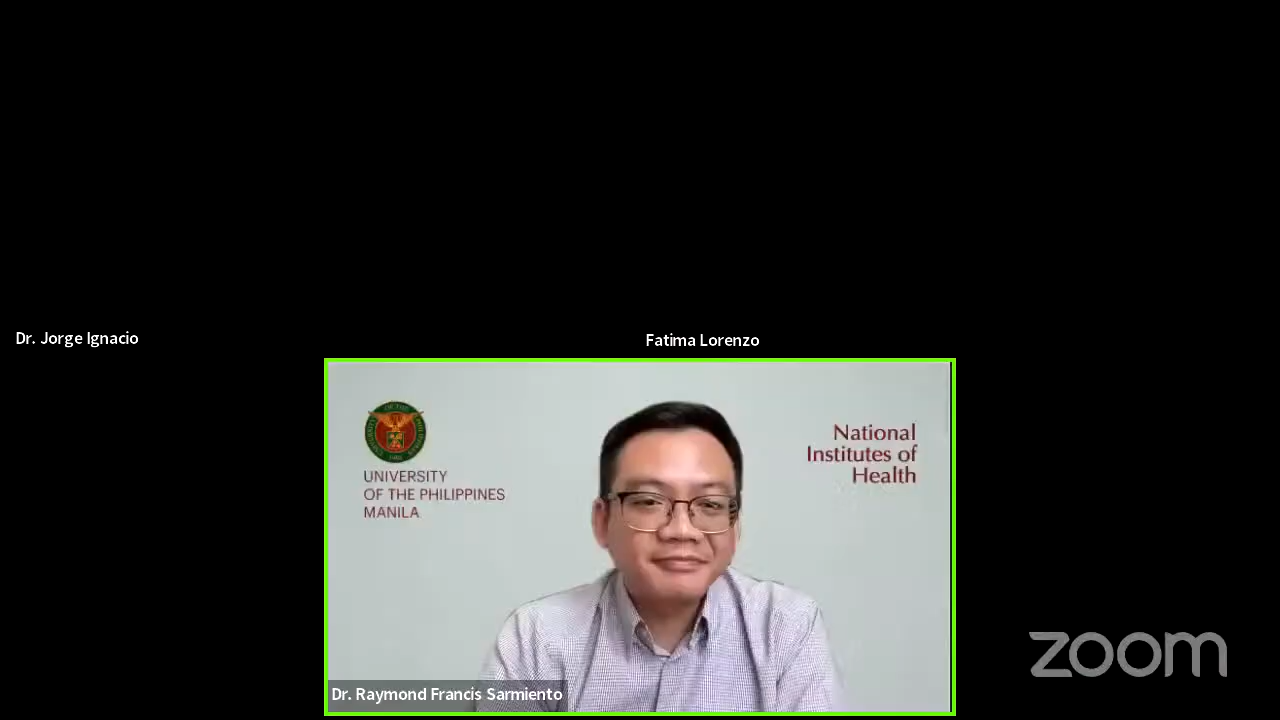 Dr. Jorge Ignacio
Fatima Lorenzo
UNIVERSITY
OF THE PHILIPPINES
MANILA
National
Institutes of
Health
Dr. Raymond Francis Sarmiento
zoom